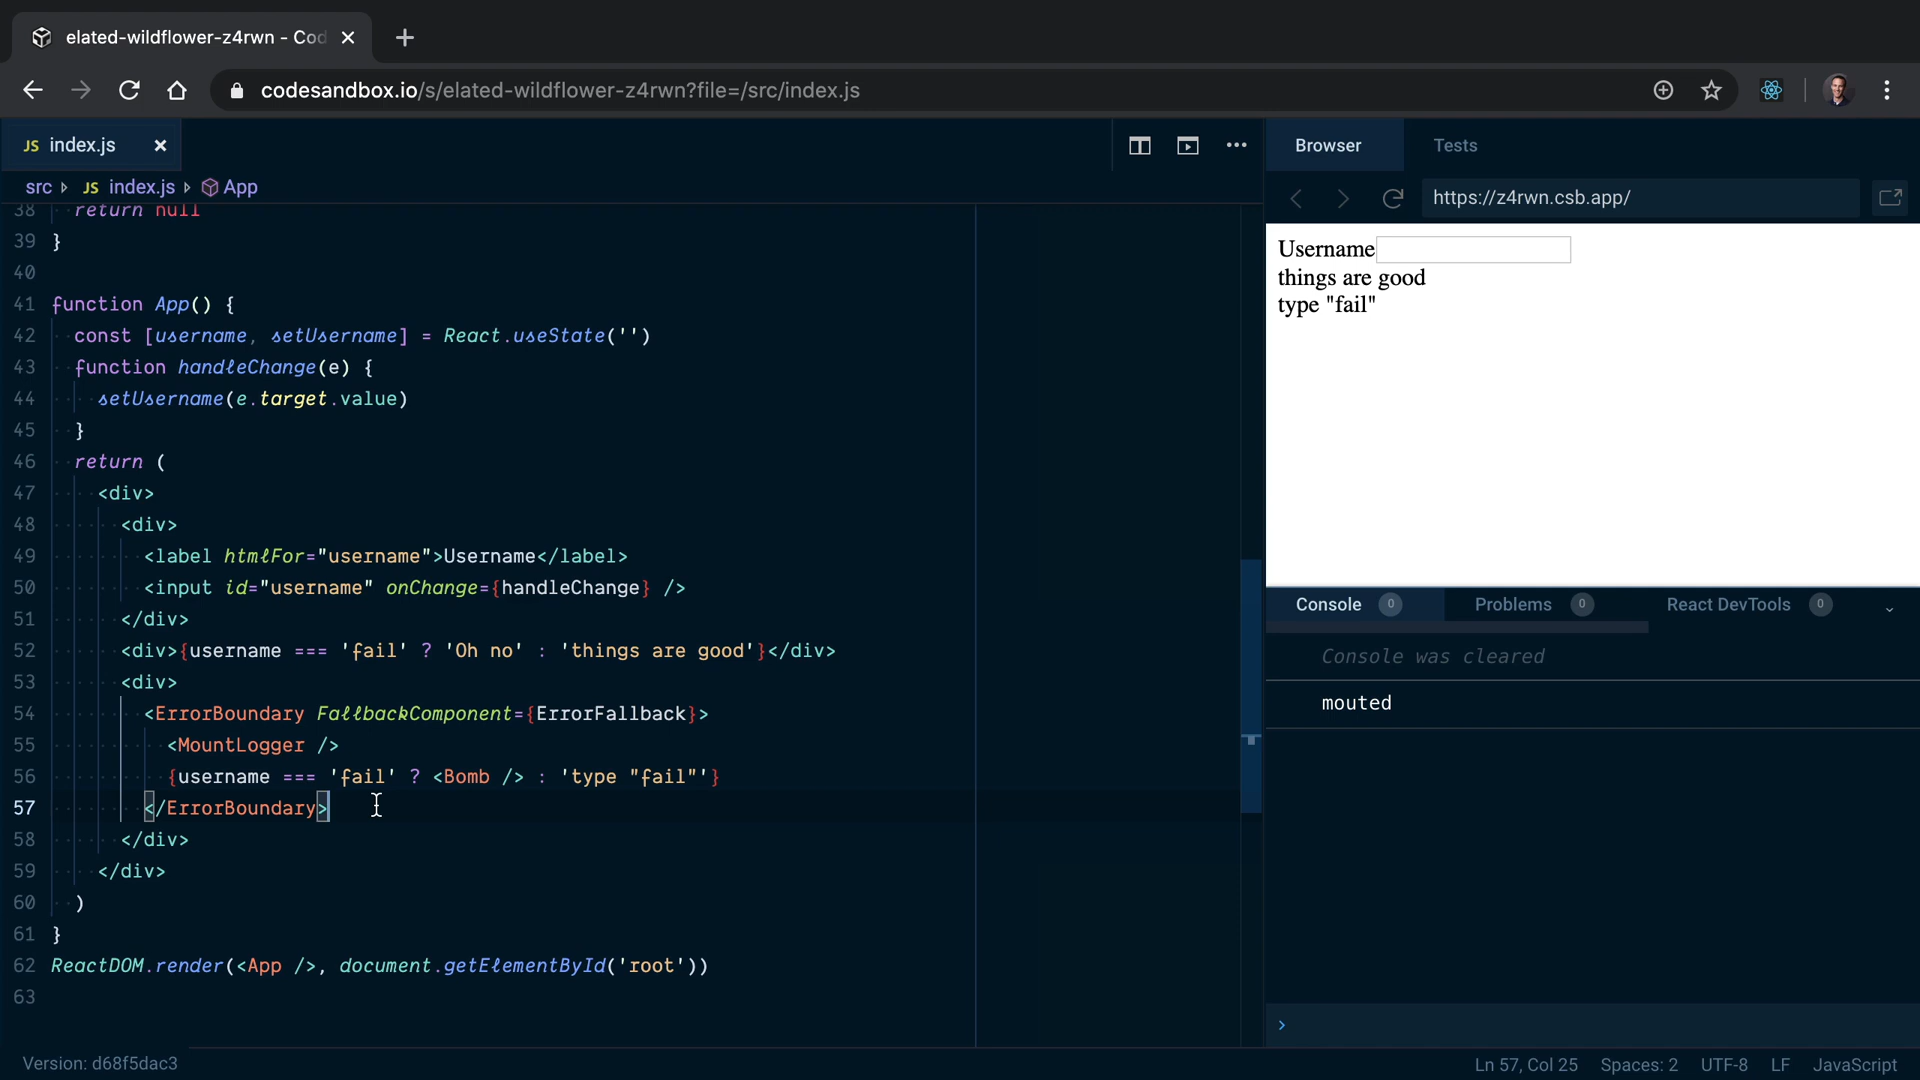 elated-wildflower-z4rwn - Cod
codesandbox.io/s/elated-wildflower-z4rwn?file=/src/index.js
JS index.js
src JS index.js App
38 return null
39 }
40
41 function App() {
42 const [username, setUsername] = React.useState('')
43 function handleChange(e) {
44 setUsername(e.target.value)
45 }
46 return (
47 <div>
48 <div>
49 <label htmlFor="username">Username</label>
50 <input id="username" onChange={handleChange} />
51 </div>
52 <div>{username === 'fail' ? 'Oh no' : 'things are good'}</div>
53 <div>
54 <ErrorBoundary FallbackComponent={ErrorFallback}>
55 <MountLogger />
56 {username === 'fail' ? <Bomb /> : 'type "fail"'}
57 </ErrorBoundary>
58 </div>
59 </div>
60 )
61 }
62 ReactDOM.render(<App />, document.getElementById('root'))
63
Browser Tests
https://z4rwn.csb.app/
Username
things are good
type "fail"
Console 0 Problems 0 React DevTools 0
Console was cleared
mouted
Version: d68f5dac3
Ln 57, Col 25 Spaces: 2 UTF-8 LF JavaScript